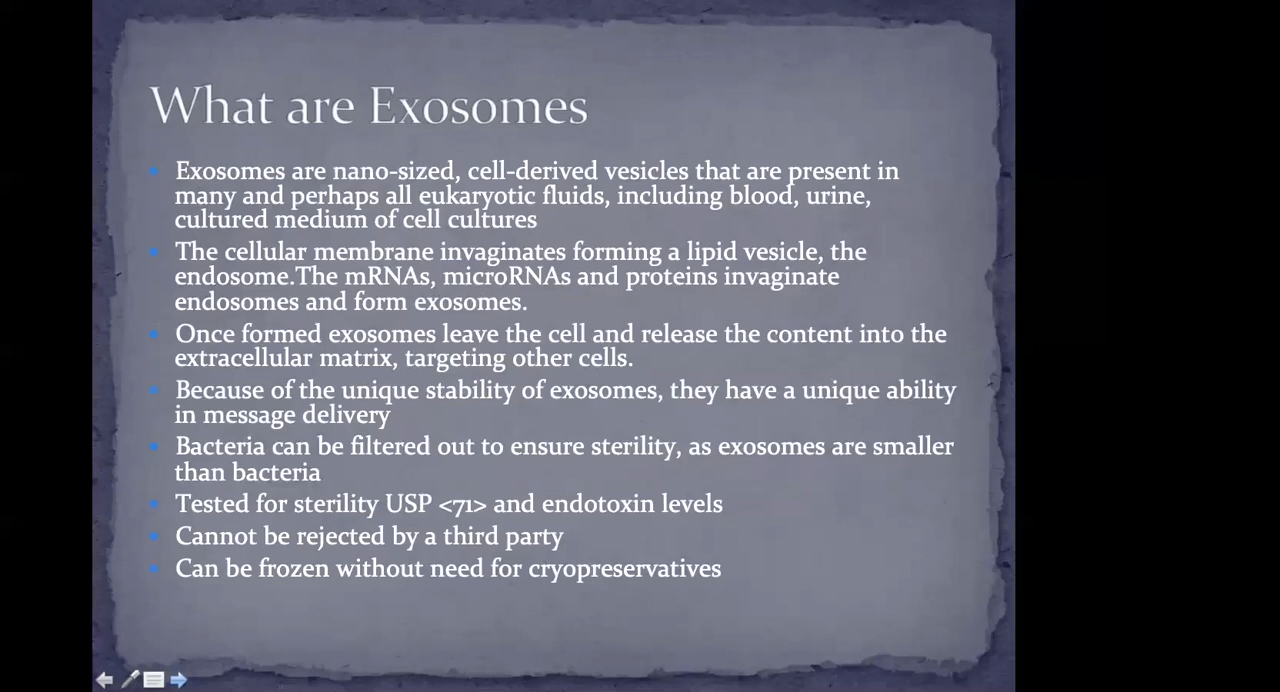 What are Exosomes
Exosomes are nano-sized, cell-derived vesicles that are present in
many and perhaps all eukaryotic fluids, including blood, urine,
cultured medium of cell cultures
The cellular membrane invaginates forming a lipid vesicle, the
endosome.The mRNAs, microRNAs and proteins invaginate
endosomes and form exosomes.
Once formed exosomes leave the cell and release the content into the
extracellular matrix, targeting other cells.
Because of the unique stability of exosomes, they have a unique ability
in message delivery
Bacteria can be filtered out to ensure sterility, as exosomes are smaller
than bacteria
Tested for sterility USP <71> and endotoxin levels
Cannot be rejected by a third party
Can be frozen without need for cryopreservatives